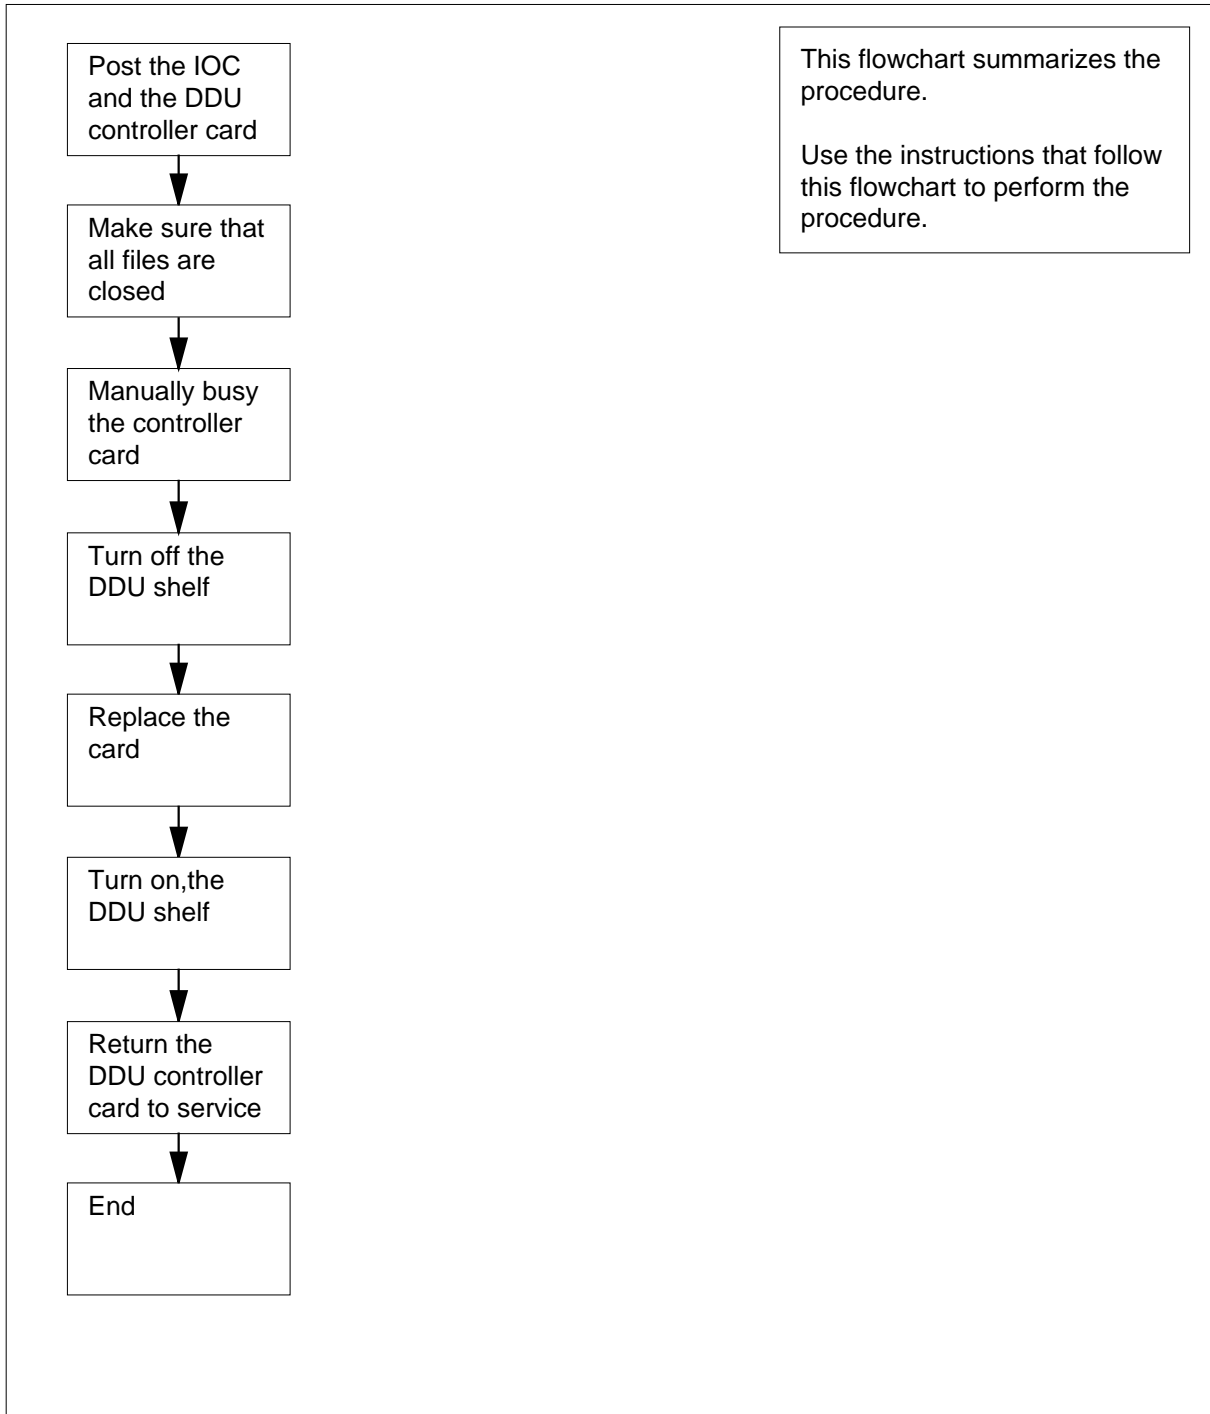 Post the IOC
and the DDU
controller card
This flowchart summarizes the
procedure.
Use the instructions that follow
this flowchart to perform the
procedure.
Make sure that
all files are
closed
Manually busy
the controller
card
Turn off the
DDU shelf
Replace the
card
Turn on,the
DDU shelf
Return the
DDU controller
card to service
End